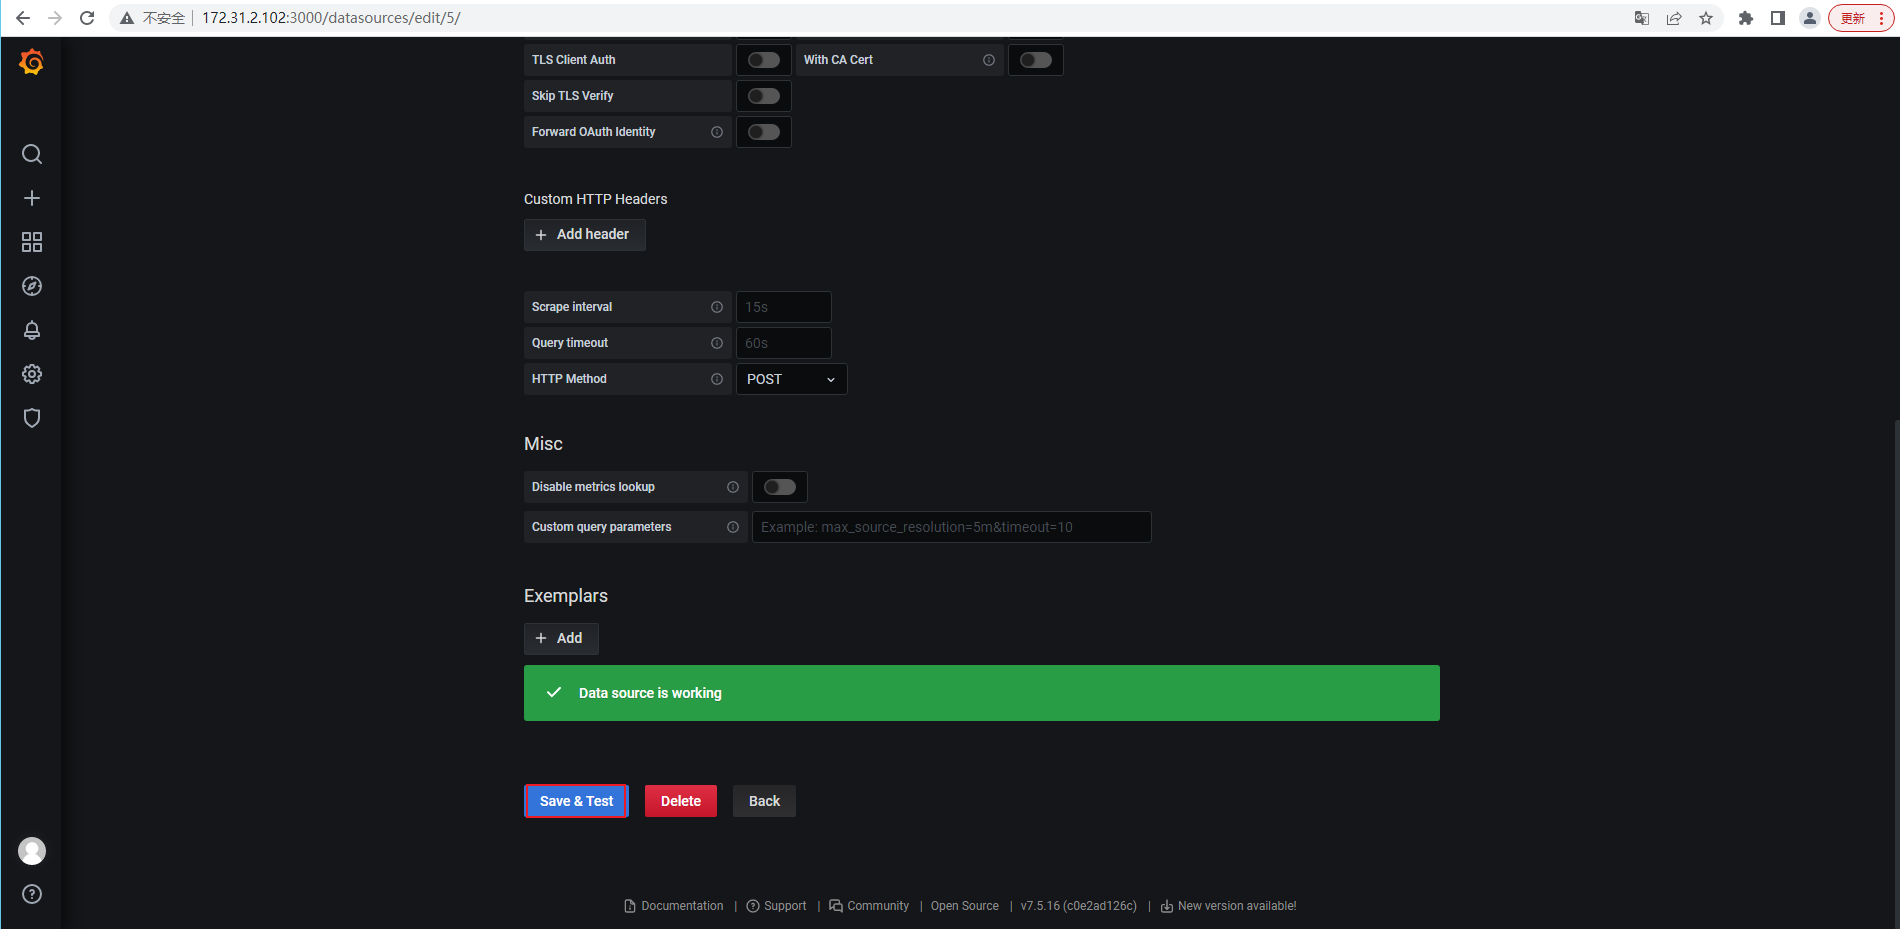 不安全 | 172.31.2.102:3000/datasources/edit/5/ 更新
TLS Client Auth With CA Cert
Skip TLS Verify
Forward OAuth Identity
Custom HTTP Headers
+ Add header
Scrape interval 15s
Query timeout 60s
HTTP Method POST
Misc
Disable metrics lookup
Custom query parameters Example: max_source_resolution=5m&timeout=10
Exemplars
+ Add
Data source is working
Save & Test Delete Back
Documentation | Support | Community | Open Source | v7.5.16 (c0e2ad126c) | New version available!